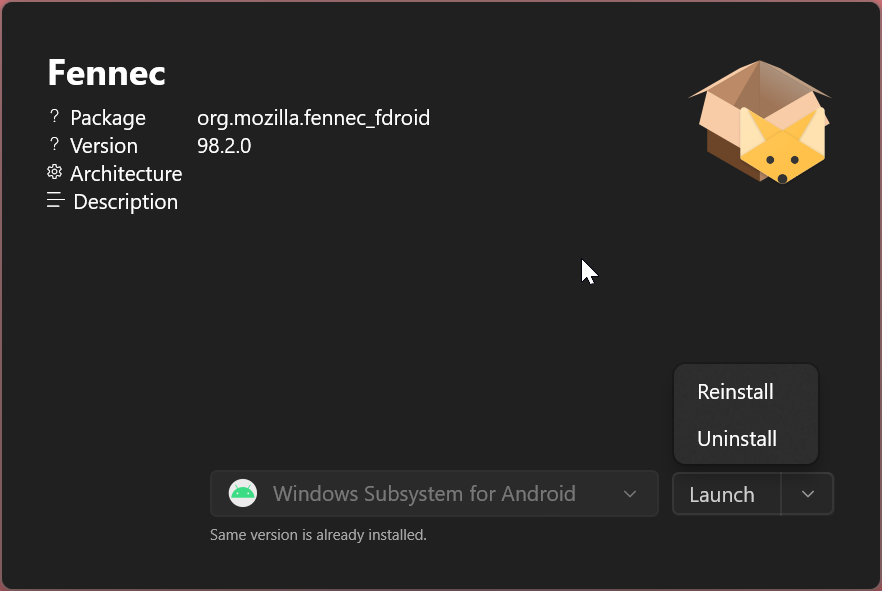 Fennec
? Package org.mozilla.fennec_fdroid
? Version 98.2.0
Architecture
Description
Reinstall
Uninstall
Windows Subsystem for Android
Launch
Same version is already installed.